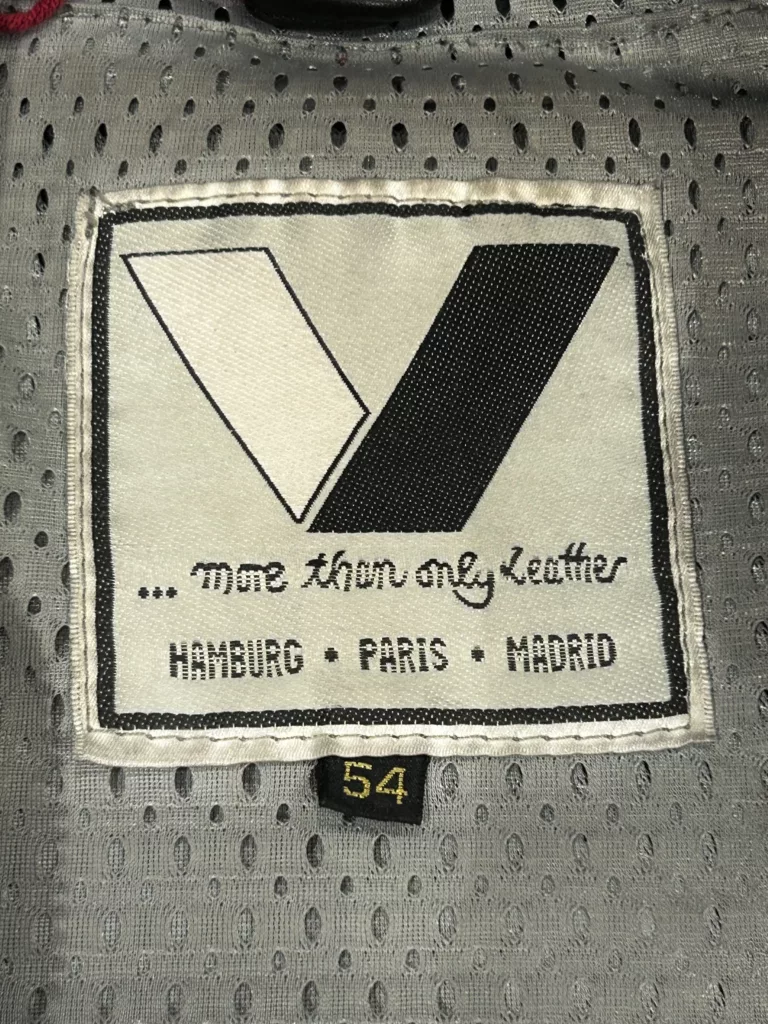 V
... more than only Leather
HAMBURG • PARIS • MADRID
54